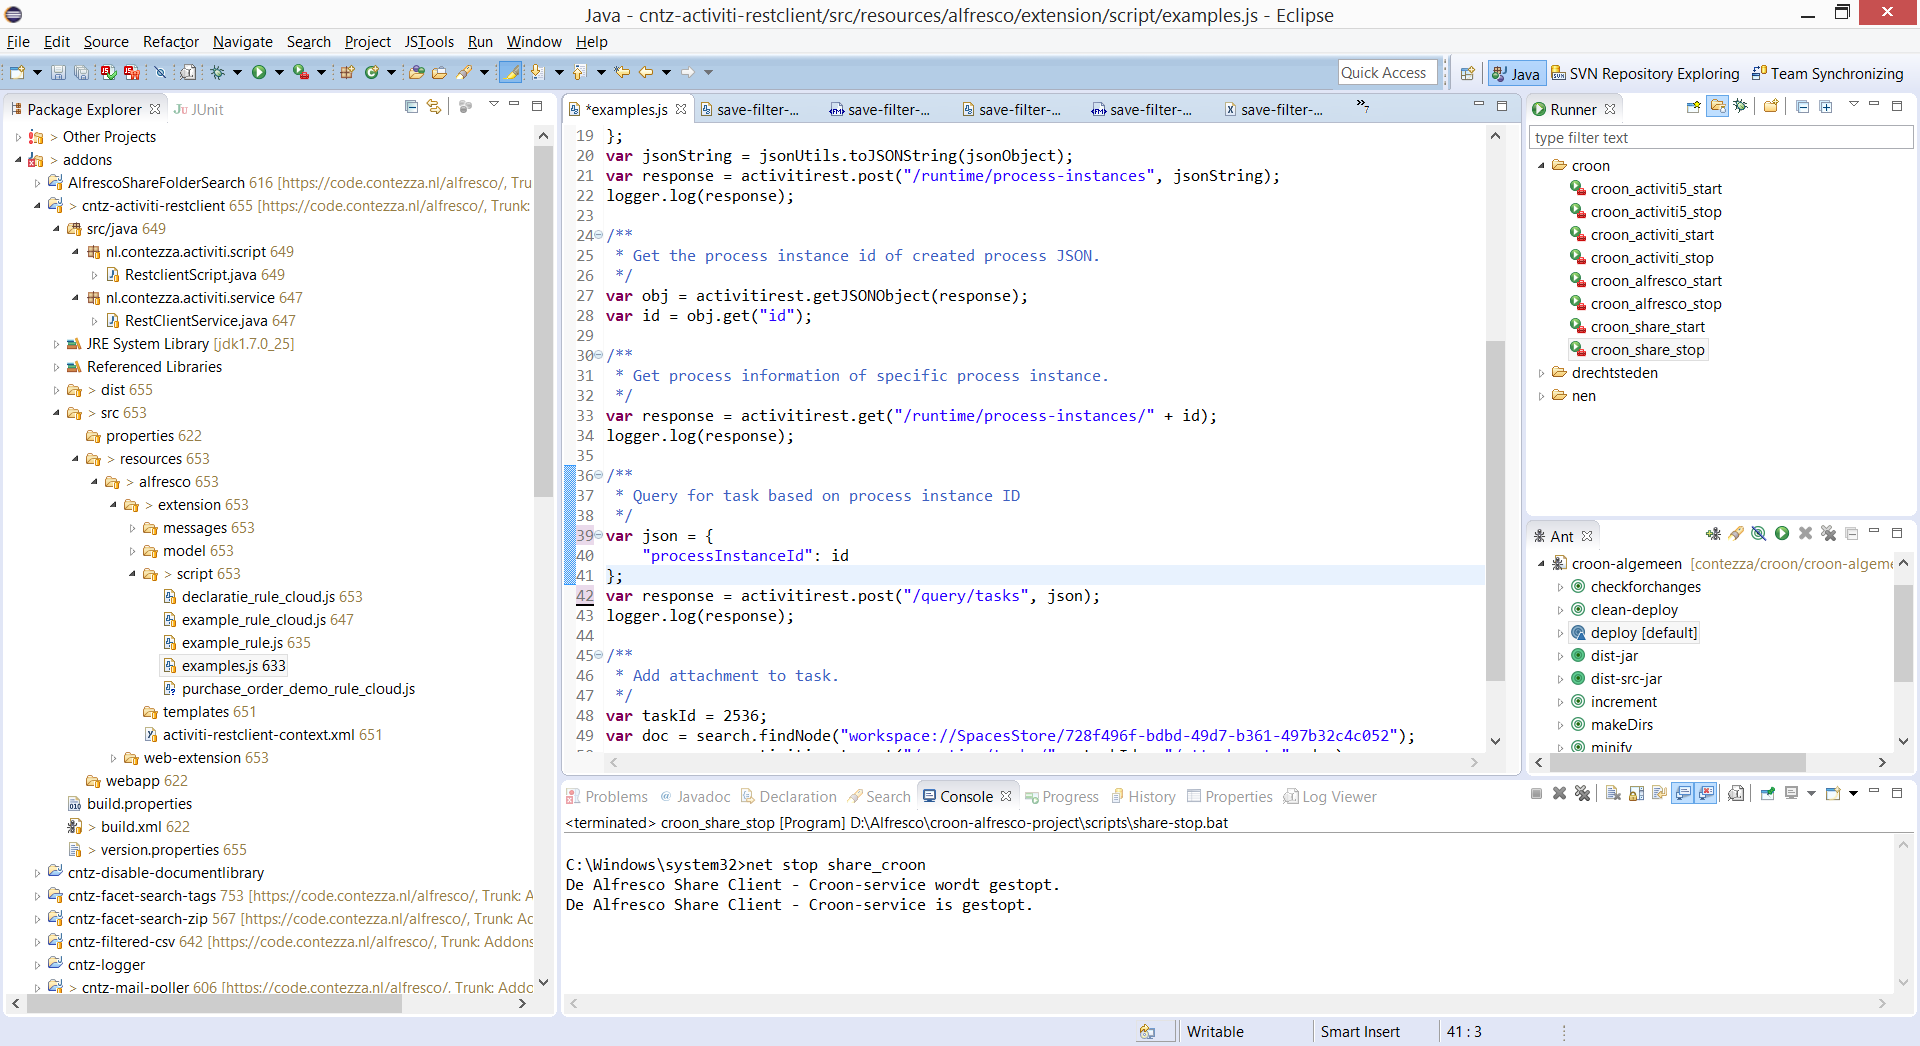 Java - cntz-activiti-restclient/src/resources/alfresco/extension/script/examples.js - Eclipse
File Edit Source Refactor Navigate Search Project JSTools Run Window Help
Quick Access
Java
SVN Repository Exploring
Team Synchronizing
Package Explorer
JUnit
> Other Projects
> addons
AlfrescoShareFolderSearch 616 [https://code.contezza.nl/alfresco/, Tru
> cntz-activiti-restclient 655 [https://code.contezza.nl/alfresco/, Trunk:
src/java 649
nl.contezza.activiti.script 649
RestclientScript.java 649
nl.contezza.activiti.service 647
RestClientService.java 647
JRE System Library [jdk1.7.0_25]
Referenced Libraries
> dist 655
> src 653
properties 622
> resources 653
> alfresco 653
> extension 653
messages 653
model 653
> script 653
declaratie_rule_cloud.js 653
example_rule_cloud.js 647
example_rule.js 635
examples.js 633
purchase_order_demo_rule_cloud.js
templates 651
activiti-restclient-context.xml 651
web-extension 653
webapp 622
build.properties
> build.xml 622
> version.properties 655
cntz-disable-documentlibrary
cntz-facet-search-tags 753 [https://code.contezza.nl/alfresco/, Trunk: A
cntz-facet-search-zip 567 [https://code.contezza.nl/alfresco/, Trunk: Ac
cntz-filtered-csv 642 [https://code.contezza.nl/alfresco/, Trunk: Addons
cntz-logger
> cntz-mail-poller 606 [https://code.contezza.nl/alfresco/, Trunk: Addc
*examples.js
save-filter-...
save-filter-...
save-filter-...
save-filter-...
save-filter-...
»7
19 };
20 var jsonString = jsonUtils.toJSONString(jsonObject);
21 var response = activitirest.post("/runtime/process-instances", jsonString);
22 logger.log(response);
23
24 /**
25 * Get the process instance id of created process JSON.
26 */
27 var obj = activitirest.getJSONObject(response);
28 var id = obj.get("id");
29
30 /**
31 * Get process information of specific process instance.
32 */
33 var response = activitirest.get("/runtime/process-instances/" + id);
34 logger.log(response);
35
36 /**
37 * Query for task based on process instance ID
38 */
39 var json = {
40 "processInstanceId": id
41 };
42 var response = activitirest.post("/query/tasks", json);
43 logger.log(response);
44
45 /**
46 * Add attachment to task.
47 */
48 var taskId = 2536;
49 var doc = search.findNode("workspace://SpacesStore/728f496f-bdbd-49d7-b361-497b32c4c052");
Runner
type filter text
croon
croon_activiti5_start
croon_activiti5_stop
croon_activiti_start
croon_activiti_stop
croon_alfresco_start
croon_alfresco_stop
croon_share_start
croon_share_stop
drechtsteden
nen
Ant
croon-algemeen [contezza/croon/croon-algeme
checkforchanges
clean-deploy
deploy [default]
dist-jar
dist-src-jar
increment
makeDirs
minify
Problems
@ Javadoc
Declaration
Search
Console
Progress
History
Properties
Log Viewer
<terminated> croon_share_stop [Program] D:\Alfresco\croon-alfresco-project\scripts\share-stop.bat
C:\Windows\system32>net stop share_croon
De Alfresco Share Client - Croon-service wordt gestopt.
De Alfresco Share Client - Croon-service is gestopt.
Writable
Smart Insert
41 : 3